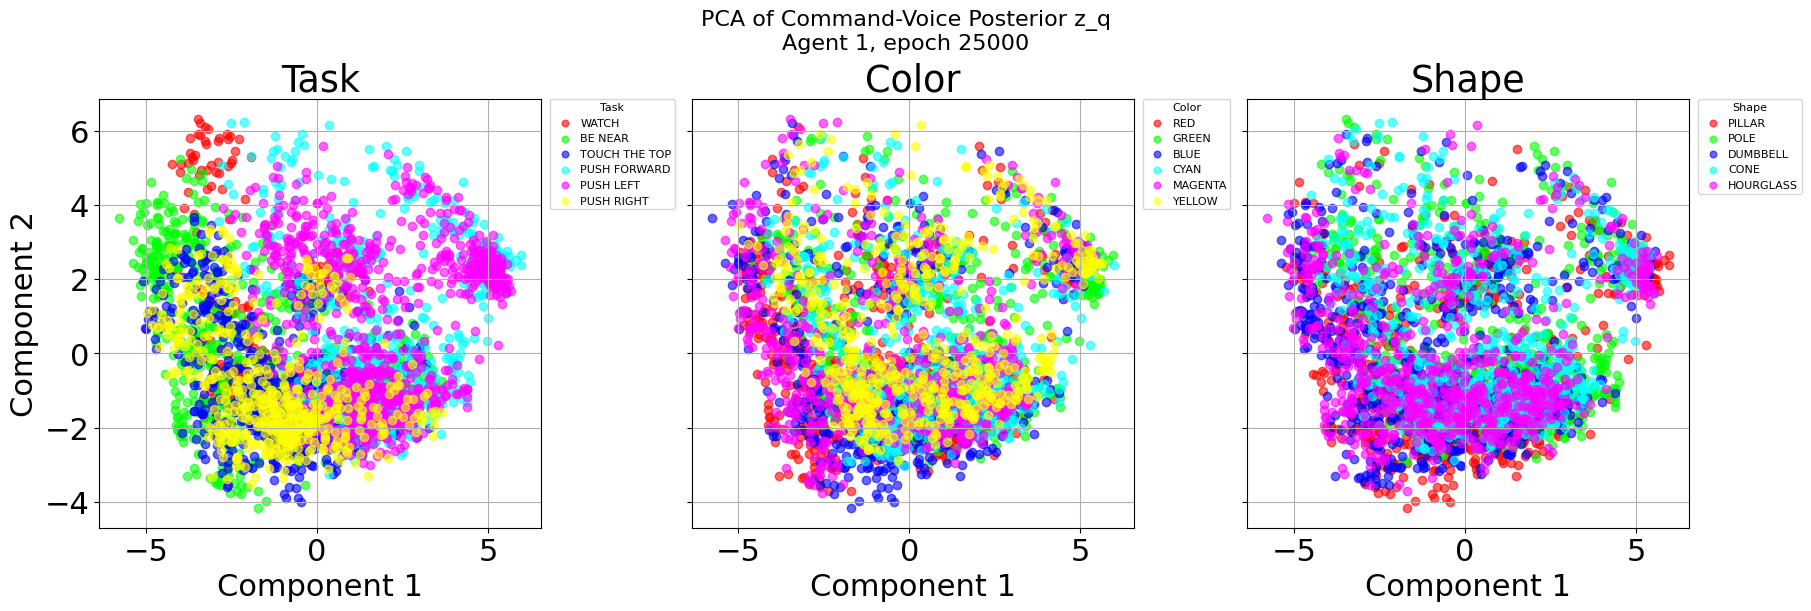 PCA of Command-Voice Posterior z_q
Agent 1, epoch 25000
Task
Color
Shape
Component 2
6
4
2
0
−2
−4
−5 0 5
Component 1
Task
WATCH
BE NEAR
TOUCH THE TOP
PUSH FORWARD
PUSH LEFT
PUSH RIGHT
−5 0 5
Component 1
Color
RED
GREEN
BLUE
CYAN
MAGENTA
YELLOW
−5 0 5
Component 1
Shape
PILLAR
POLE
DUMBBELL
CONE
HOURGLASS